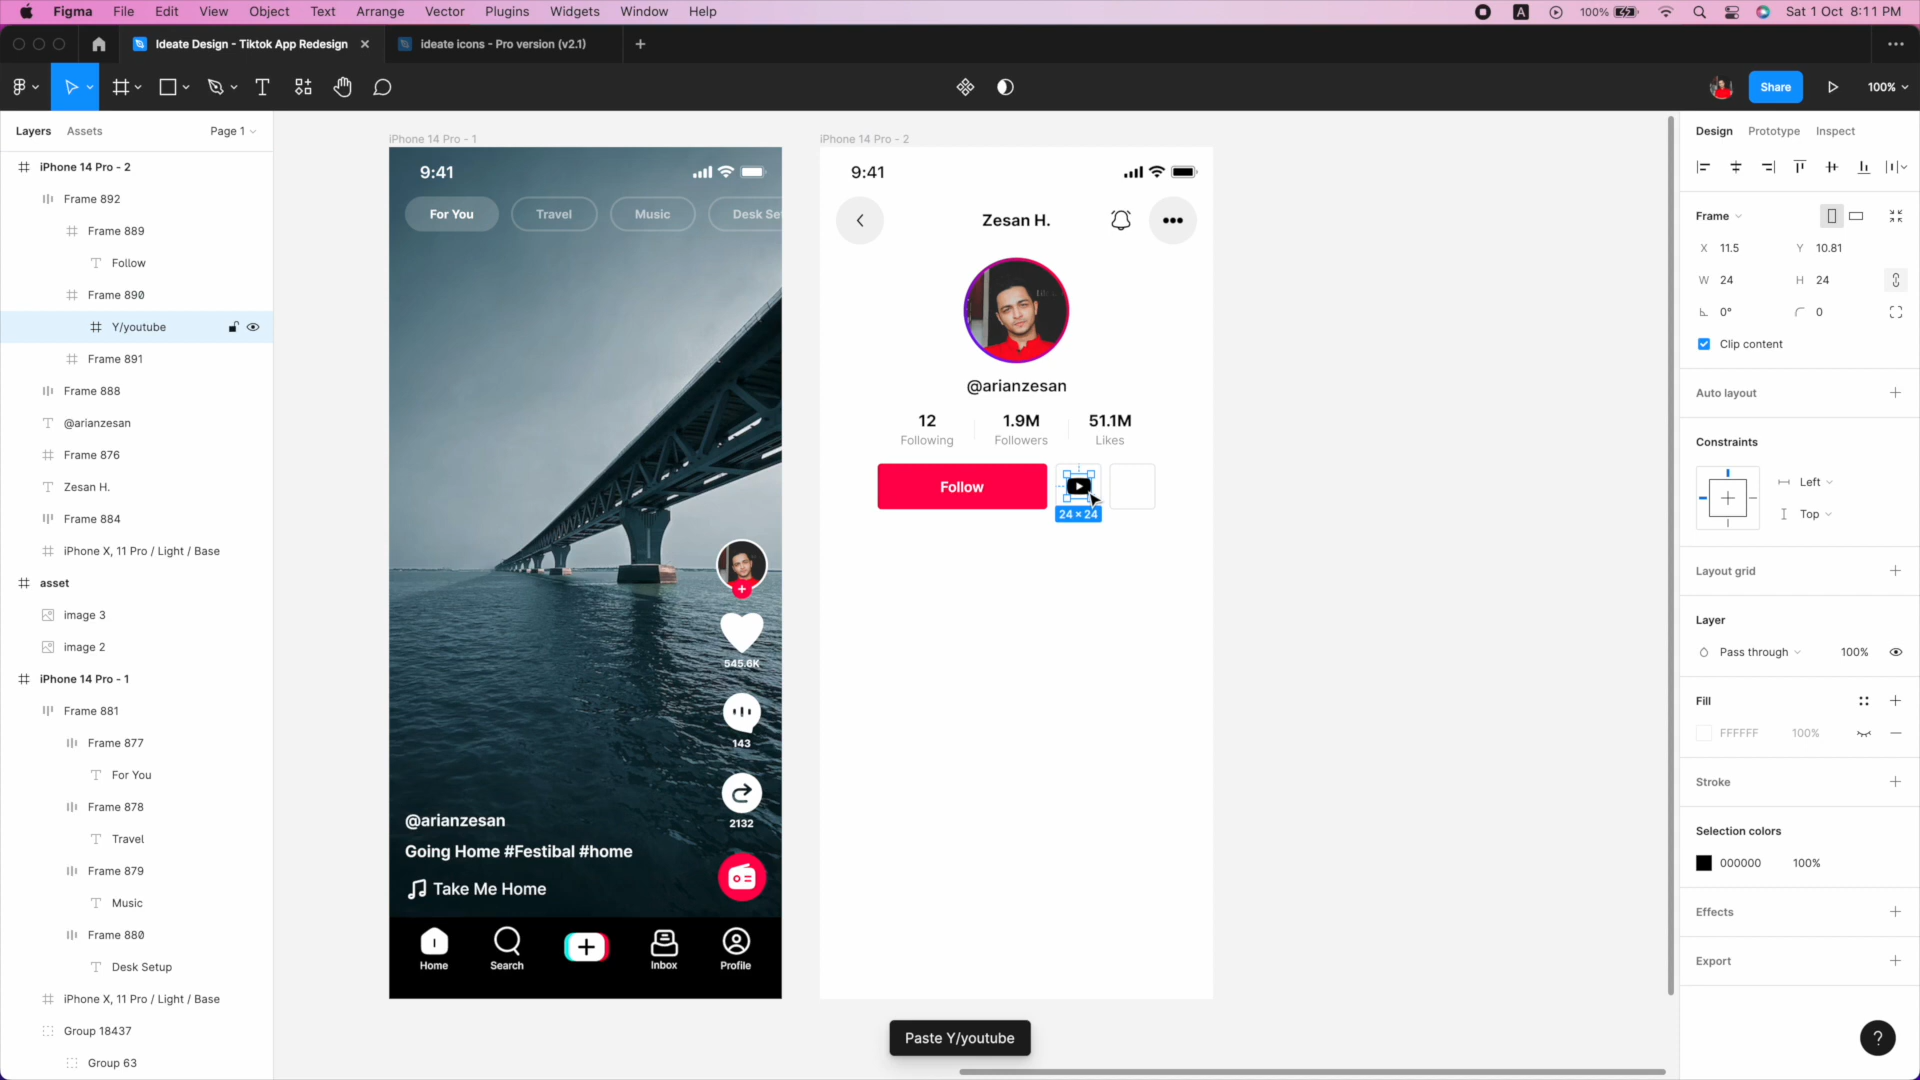 Figma File Edit View Object Text Arrange Vector Plugins Widgets Window Help
A 100% Sat 1 Oct 8:11 PM
Ideate Design - Tiktok App Redesign
ideate icons - Pro version (v2.1)
Share
100%
Layers Assets Page 1
iPhone 14 Pro - 2
Frame 892
Frame 889
Follow
Frame 890
Y/youtube
Frame 891
Frame 888
@arianzesan
Frame 876
Zesan H.
Frame 884
iPhone X, 11 Pro / Light / Base
asset
image 3
image 2
iPhone 14 Pro - 1
Frame 881
Frame 877
For You
Frame 878
Travel
Frame 879
Music
Frame 880
Desk Setup
iPhone X, 11 Pro / Light / Base
Group 18437
Group 63
iPhone 14 Pro - 1
9:41
For You Travel Music Desk Se
545.6K
143
2132
@arianzesan
Going Home #Festibal #home
Take Me Home
Home Search Inbox Profile
iPhone 14 Pro - 2
9:41
Zesan H.
@arianzesan
12 1.9M 51.1M
Following Followers Likes
Follow
24 × 24
Paste Y/youtube
Design Prototype Inspect
Frame
X 11.5 Y 10.81
W 24 H 24
0° 0
Clip content
Auto layout
Constraints
Left
Top
Layout grid
Layer
Pass through 100%
Fill
FFFFFF 100%
Stroke
Selection colors
000000 100%
Effects
Export
?